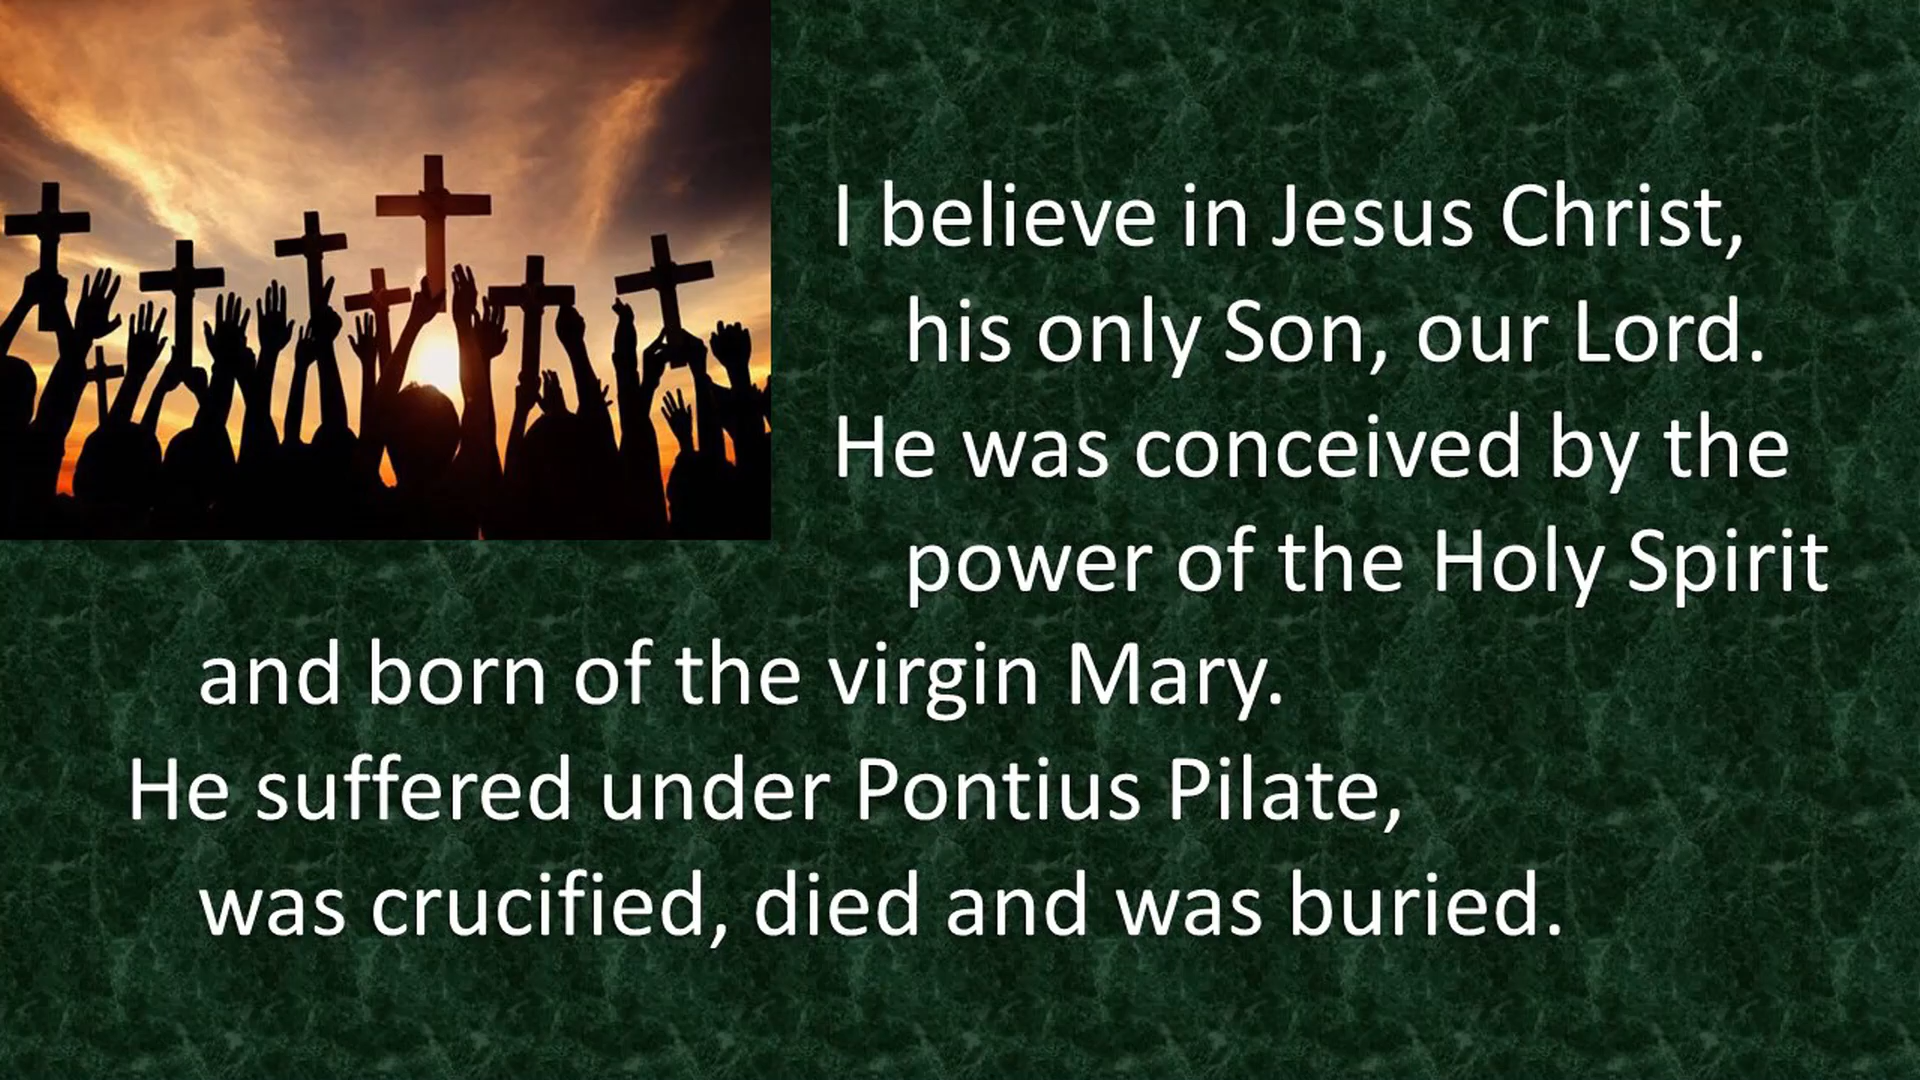 I believe in Jesus Christ,
his only Son, our Lord.
He was conceived by the
power of the Holy Spirit
and born of the virgin Mary.
He suffered under Pontius Pilate,
was crucified, died and was buried.